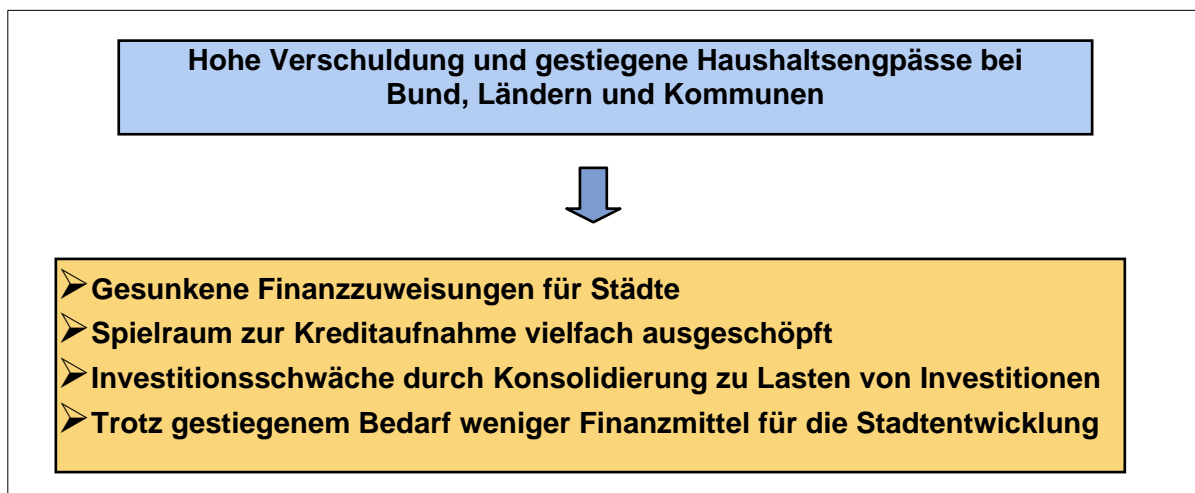 Hohe Verschuldung und gestiegene Haushaltsengpässe bei
Bund, Ländern und Kommunen
Gesunkene Finanzzuweisungen für Städte
Spielraum zur Kreditaufnahme vielfach ausgeschöpft
Investitionsschwäche durch Konsolidierung zu Lasten von Investitionen
Trotz gestiegenem Bedarf weniger Finanzmittel für die Stadtentwicklung